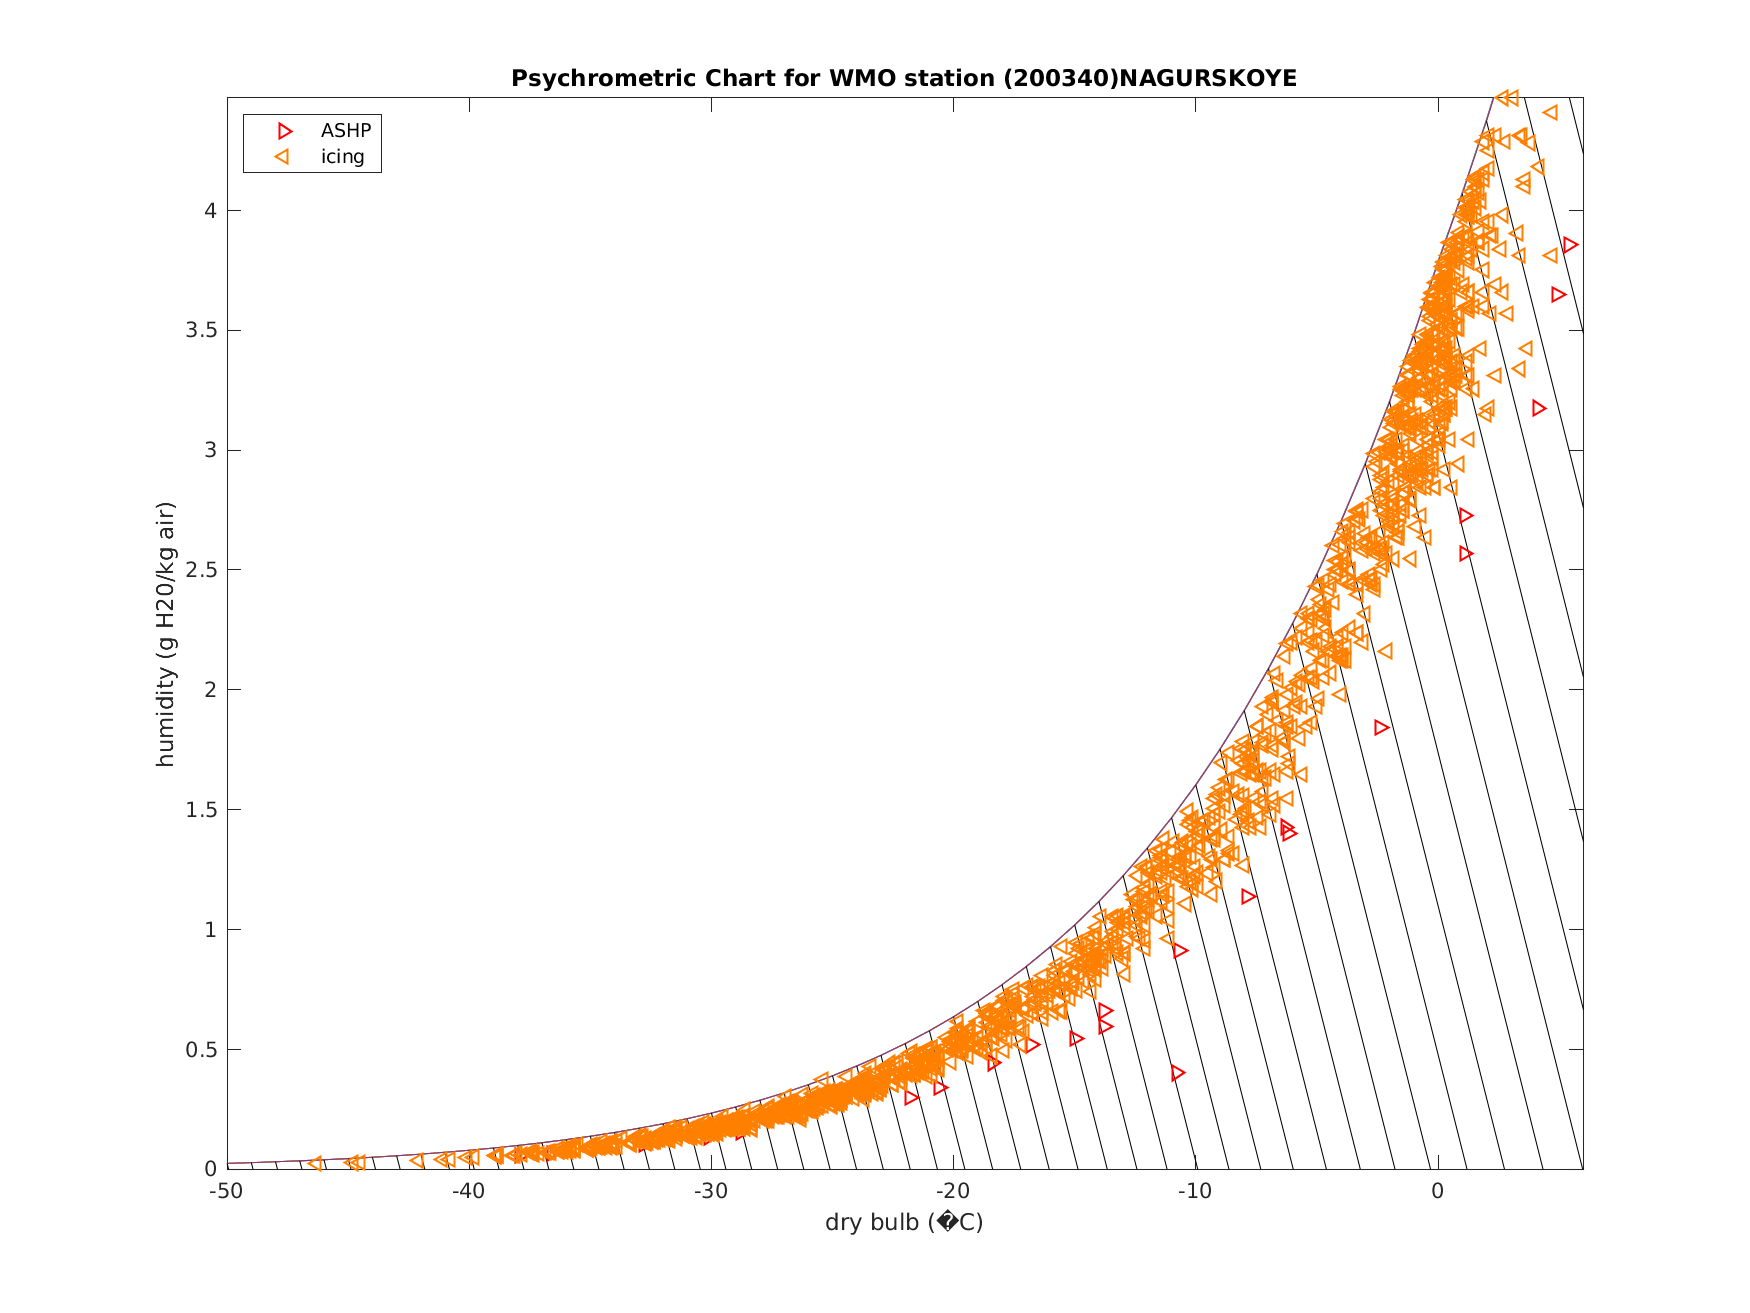 Psychrometric Chart for WMO station (200340)NAGURSKOYE
ASHP
icing
4
3.5
3
2.5
2
1.5
1
0.5
0
humidity (g H20/kg air)
-50 -40 -30 -20 -10 0
dry bulb (�C)